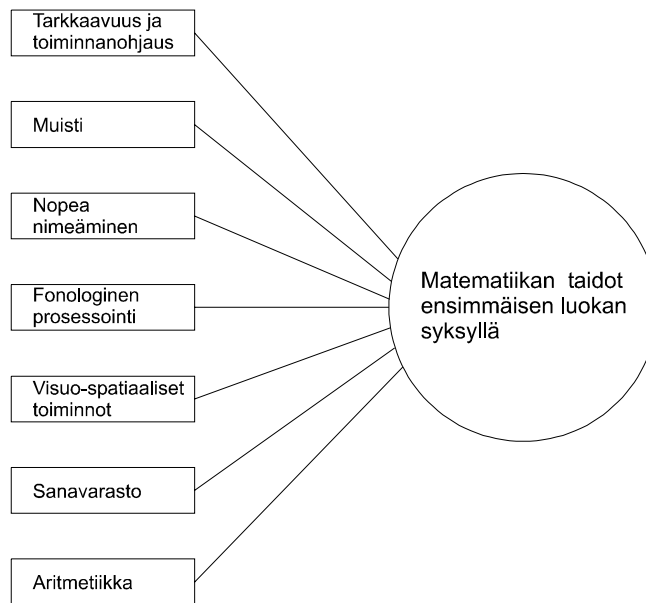 Tarkkaavuus ja
toiminnanohjaus
Muisti
Nopea
nimeäminen
Fonologinen
prosessointi
Visuo-spatiaaliset
toiminnot
Sanavarasto
Aritmetiikka
Matematiikan taidot
ensimmäisen luokan
syksyllä